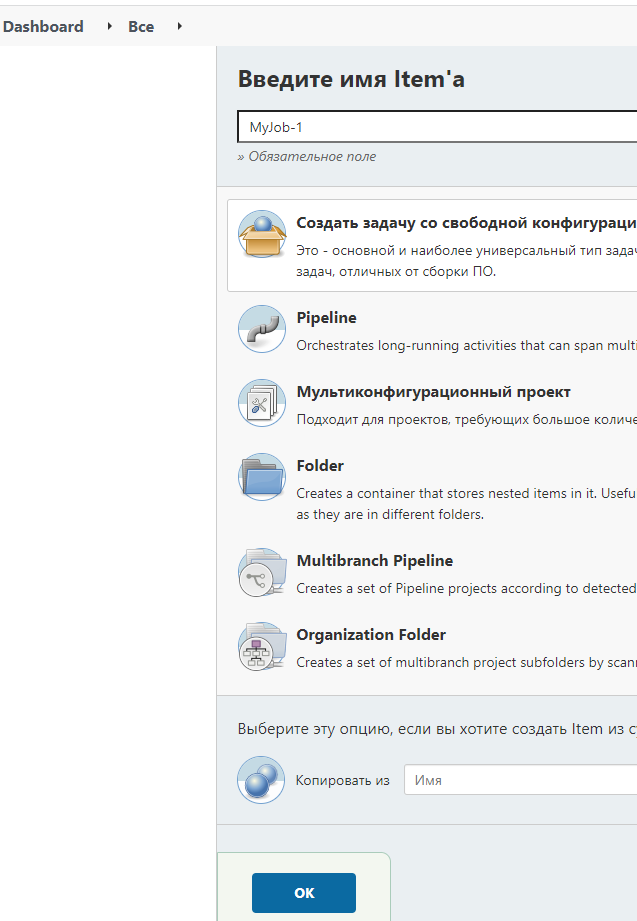 Dashboard Все
Введите имя Item'а
MyJob-1
» Обязательное поле
Создать задачу со свободной конфигураци
Это - основной и наиболее универсальный тип задач
задач, отличных от сборки ПО.
Pipeline
Orchestrates long-running activities that can span multi
Мультиконфигурационный проект
Подходит для проектов, требующих большое количе
Folder
Creates a container that stores nested items in it. Usefu
as they are in different folders.
Multibranch Pipeline
Creates a set of Pipeline projects according to detected
Organization Folder
Creates a set of multibranch project subfolders by scann
Выберите эту опцию, если вы хотите создать Item из су
Копировать из Имя
ОК